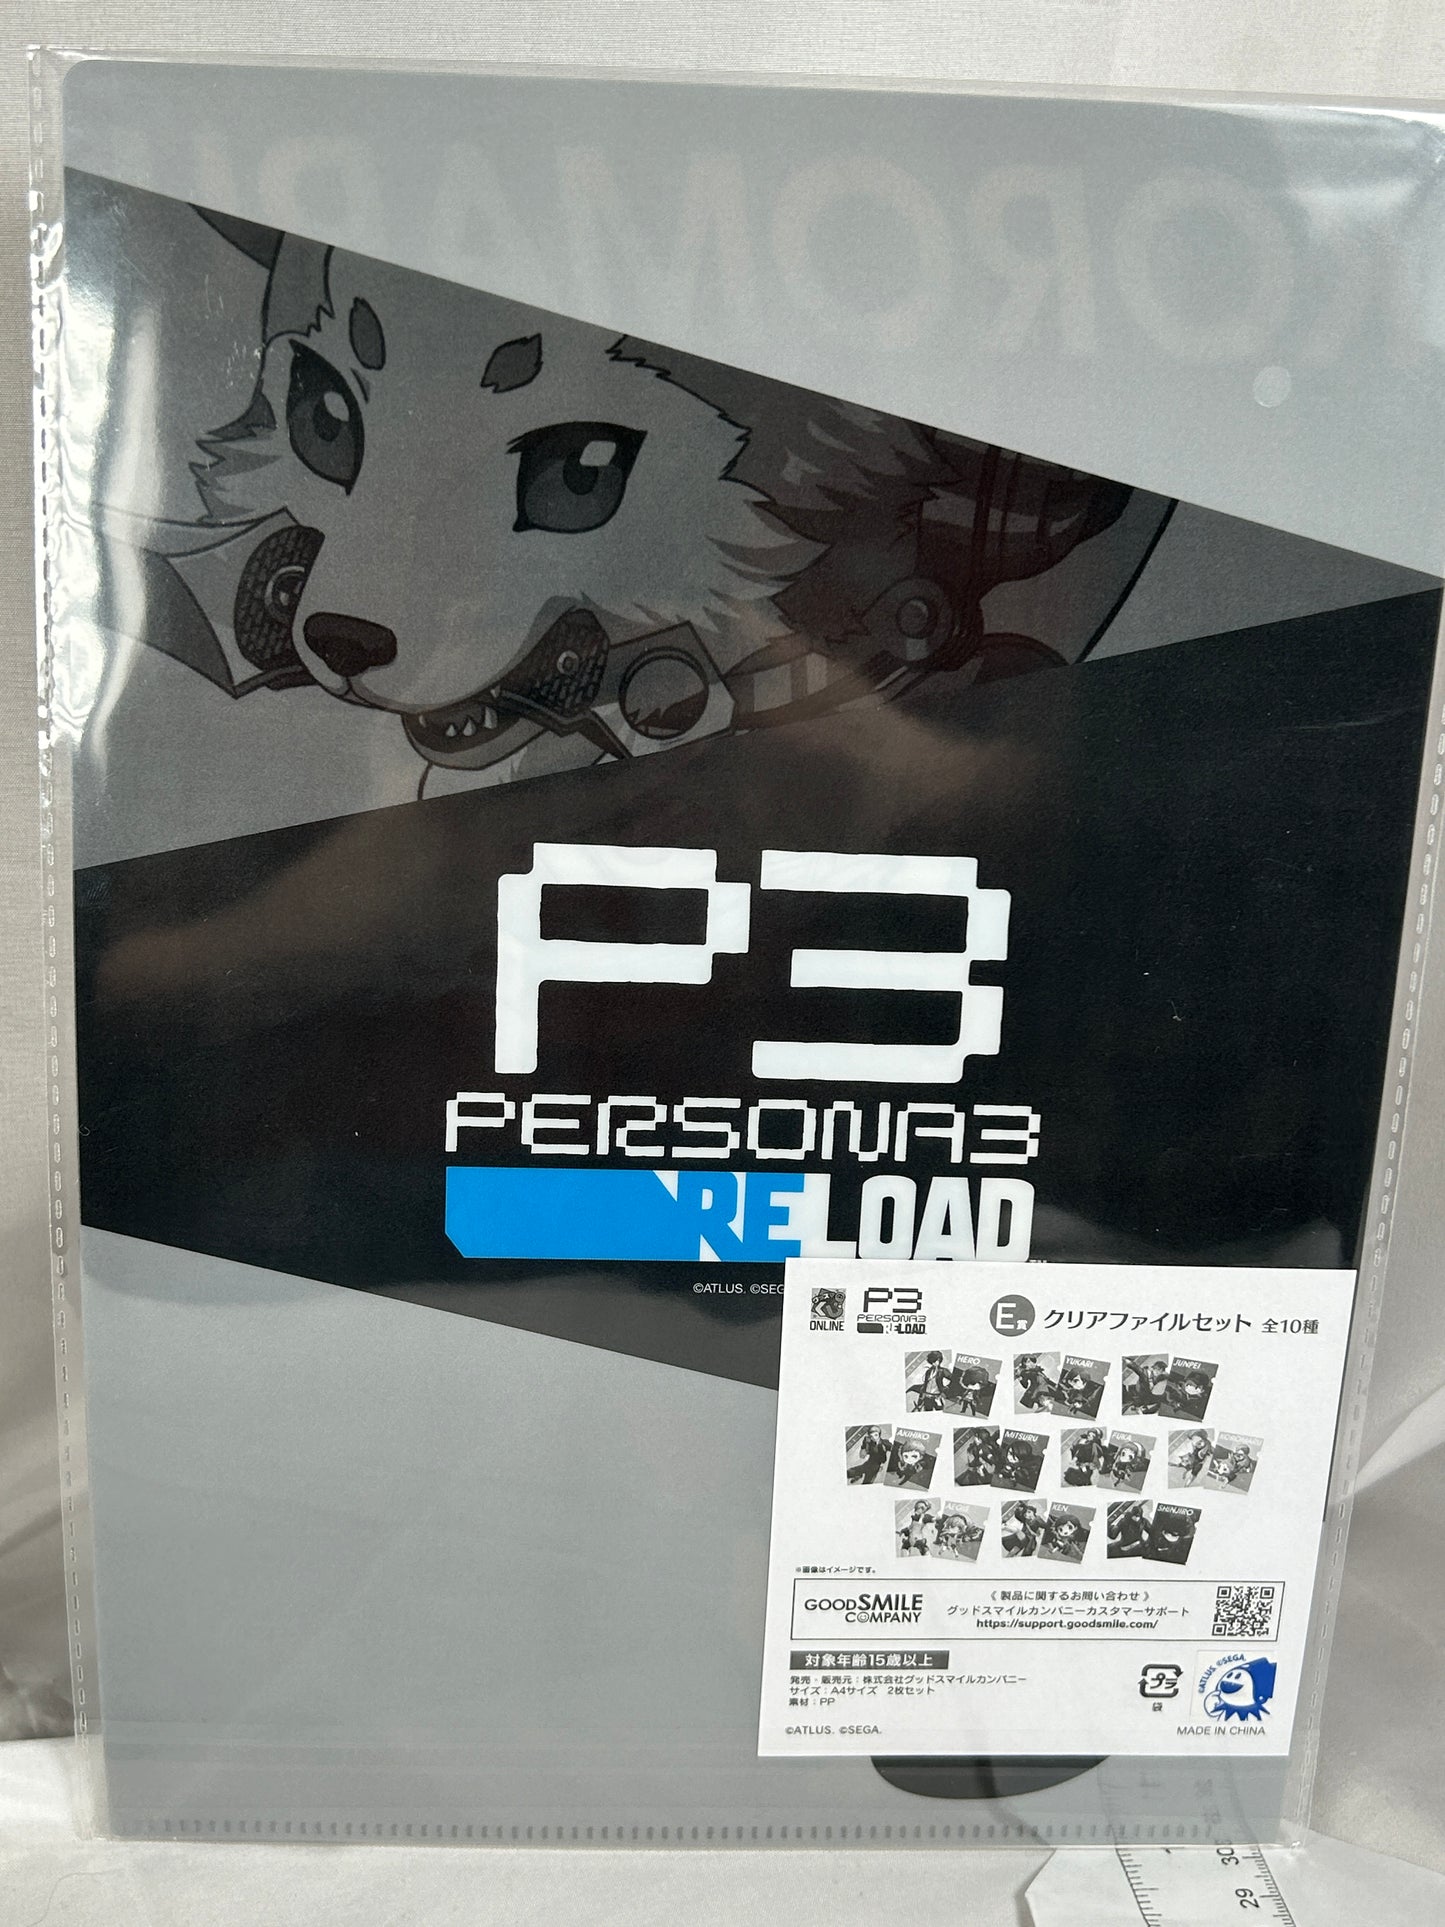 KOROMARU
P3
PERSONA3
RELOAD
©ATLUS. ©SEG
ONLINE
P3
PERSONA3
RELOAD
E賞 クリアファイルセット 全10種
HERO
YUKARI
JUNPEI
AKIHIKO
MITSURU
FUKA
KOROMARU
AEGIS
KEN
SHINJIRO
※画像はイメージです。
GOOD SMILE
COMPANY
《 製品に関するお問い合わせ 》
グッドスマイルカンパニーカスタマーサポート
https://support.goodsmile.com/
対象年齢15歳以上
発売・販売元：株式会社グッドスマイルカンパニー
サイズ：A4サイズ 2枚セット
素材：PP
プラ
袋
©ATLUS. ©SEGA.
©ATLUS. ©SEGA.
MADE IN CHINA
30
29